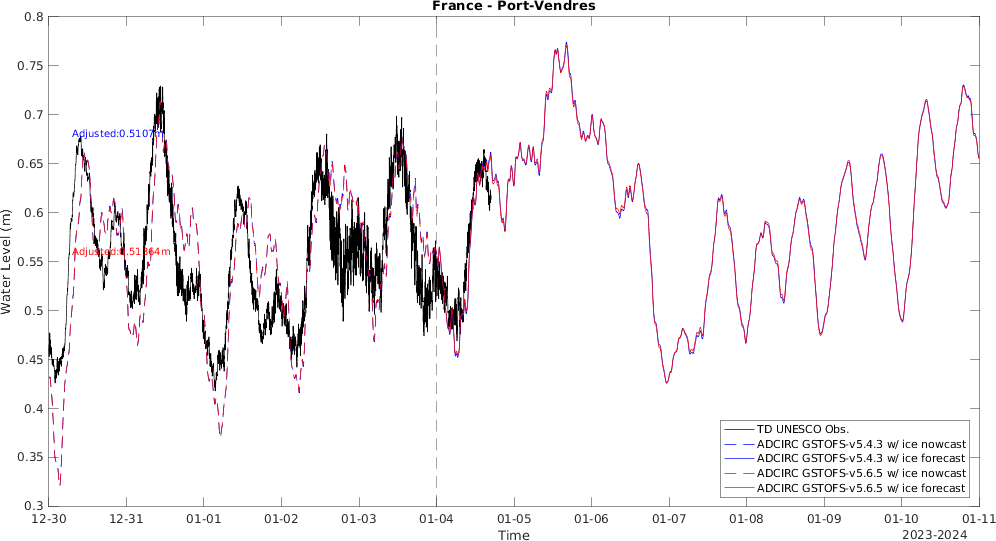 France - Port-Vendres
0.8
0.75
0.7
0.65
0.6
0.55
0.5
0.45
0.4
0.35
0.3
Water Level (m)
Adjusted:0.5107m
Adjusted:0.51364m
TD UNESCO Obs.
ADCIRC GSTOFS-v5.4.3 w/ ice nowcast
ADCIRC GSTOFS-v5.4.3 w/ ice forecast
ADCIRC GSTOFS-v5.6.5 w/ ice nowcast
ADCIRC GSTOFS-v5.6.5 w/ ice forecast
12-30 12-31 01-01 01-02 01-03 01-04 01-05 01-06 01-07 01-08 01-09 01-10 01-11
Time
2023-2024